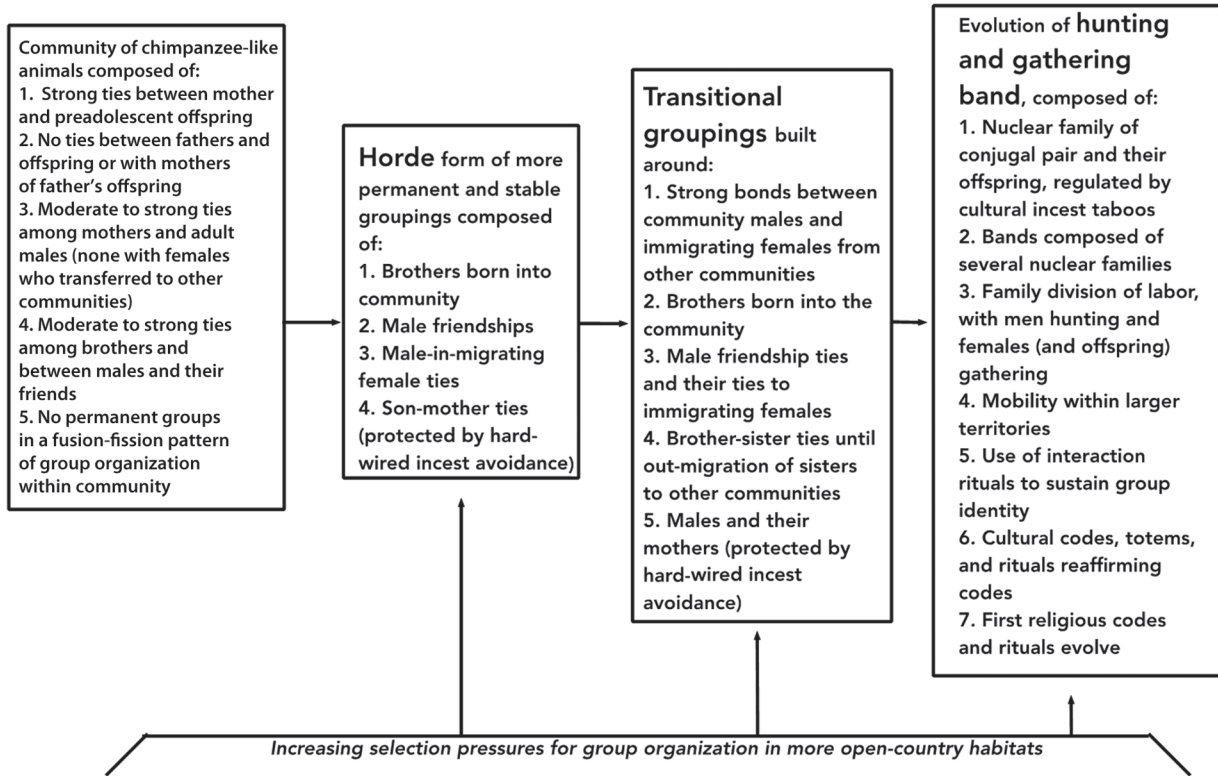 Community of chimpanzee-like
animals composed of:
1. Strong ties between mother
and preadolescent offspring
2. No ties between fathers and
offspring or with mothers
of father's offspring
3. Moderate to strong ties
among mothers and adult
males (none with females
who transferred to other
communities)
4. Moderate to strong ties
among brothers and
between males and their
friends
5. No permanent groups
in a fusion-fission pattern
of group organization
within community
Horde form of more
permanent and stable
groupings composed
of:
1. Brothers born into
community
2. Male friendships
3. Male-in-migrating
female ties
4. Son-mother ties
(protected by hard-
wired incest avoidance)
Transitional
groupings built
around:
1. Strong bonds between
community males and
immigrating females from
other communities
2. Brothers born into the
community
3. Male friendship ties
and their ties to
immigrating females
4. Brother-sister ties until
out-migration of sisters
to other communities
5. Males and their
mothers (protected by
hard-wired incest
avoidance)
Evolution of hunting
and gathering
band, composed of:
1. Nuclear family of
conjugal pair and their
offspring, regulated by
cultural incest taboos
2. Bands composed of
several nuclear families
3. Family division of labor,
with men hunting and
females (and offspring)
gathering
4. Mobility within larger
territories
5. Use of interaction
rituals to sustain group
identity
6. Cultural codes, totems,
and rituals reaffirming
codes
7. First religious codes
and rituals evolve
Increasing selection pressures for group organization in more open-country habitats